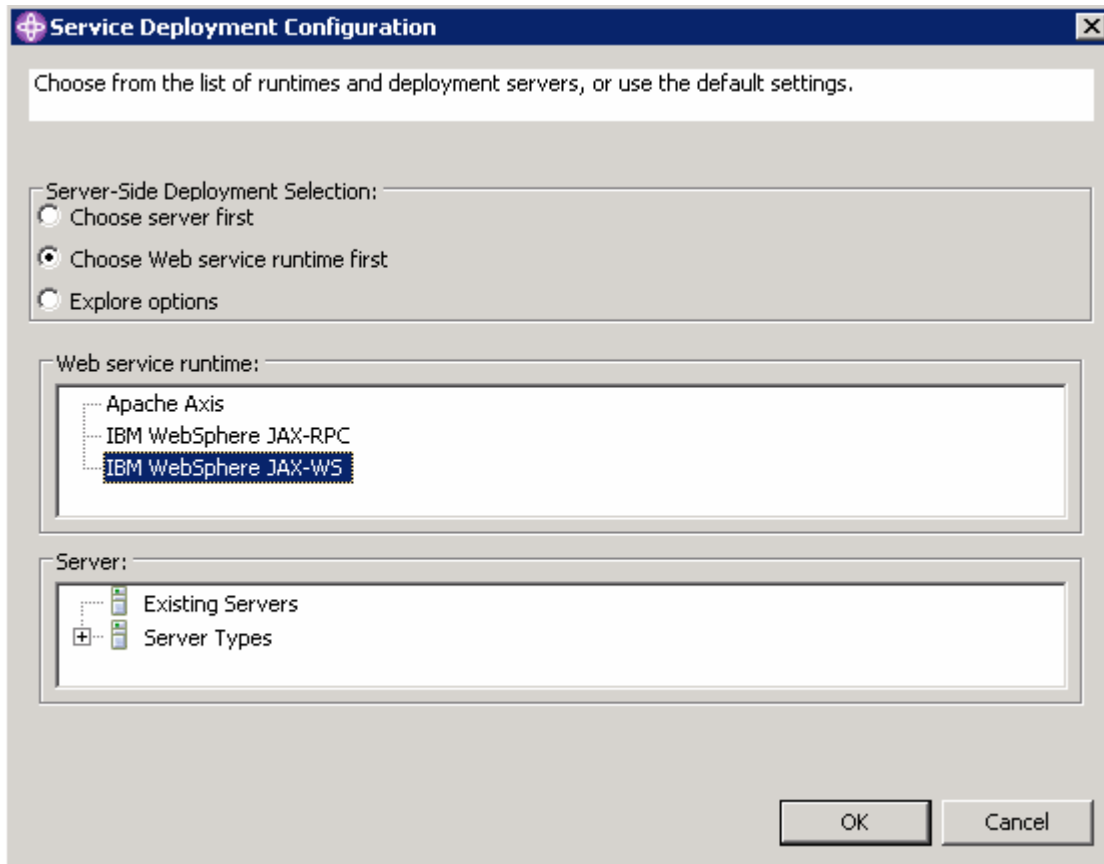 Service Deployment Configuration
Choose from the list of runtimes and deployment servers, or use the default settings.
Server-Side Deployment Selection:
Choose server first
Choose Web service runtime first
Explore options
Web service runtime:
Apache Axis
IBM WebSphere JAX-RPC
IBM WebSphere JAX-WS
Server:
Existing Servers
Server Types
OK Cancel